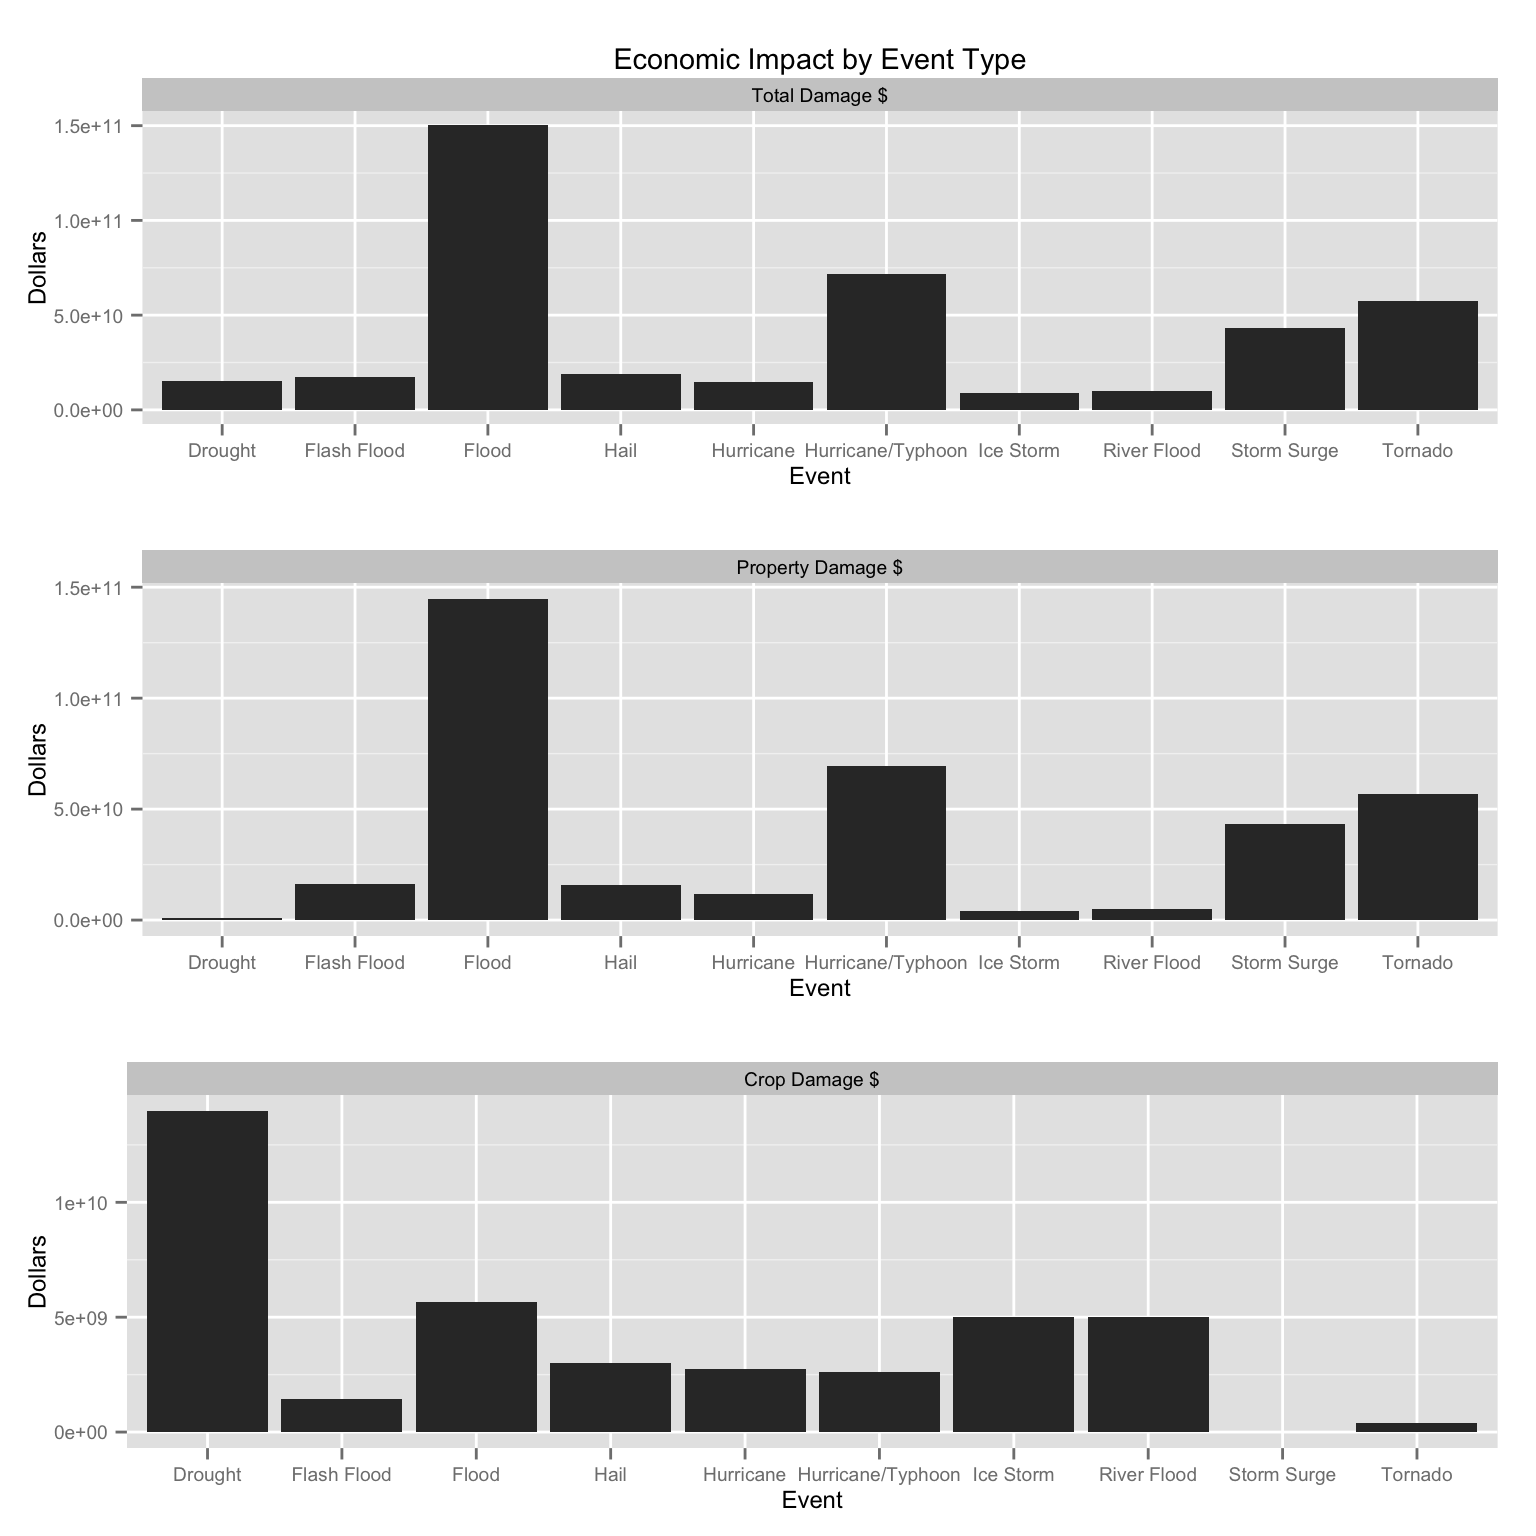 Economic Impact by Event Type
Total Damage $
1.5e+11
1.0e+11
5.0e+10
0.0e+00
Dollars
Drought Flash Flood Flood Hail Hurricane Hurricane/Typhoon Ice Storm River Flood Storm Surge Tornado
Event
Property Damage $
1.5e+11
1.0e+11
5.0e+10
0.0e+00
Dollars
Drought Flash Flood Flood Hail Hurricane Hurricane/Typhoon Ice Storm River Flood Storm Surge Tornado
Event
Crop Damage $
1e+10
5e+09
0e+00
Dollars
Drought Flash Flood Flood Hail Hurricane Hurricane/Typhoon Ice Storm River Flood Storm Surge Tornado
Event